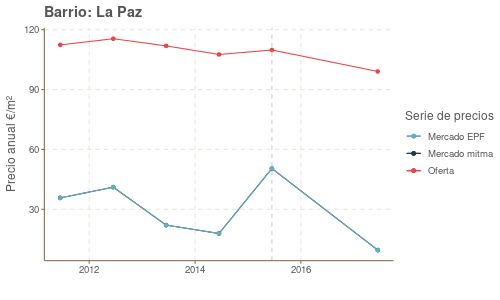 Barrio: La Paz
Precio anual €/m²
120
90
60
30
2012
2014
2016
Serie de precios
Mercado EPF
Mercado mitma
Oferta